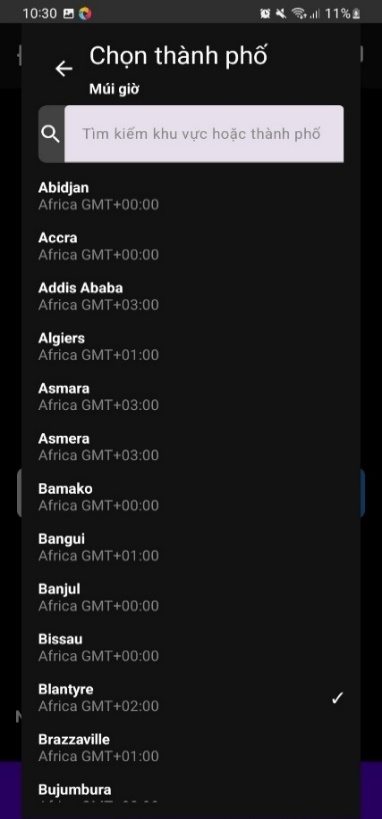 10:30
11%
Chọn thành phố
Múi giờ
Tìm kiếm khu vực hoặc thành phố
Abidjan
Africa GMT+00:00
Accra
Africa GMT+00:00
Addis Ababa
Africa GMT+03:00
Algiers
Africa GMT+01:00
Asmara
Africa GMT+03:00
Asmera
Africa GMT+03:00
Bamako
Africa GMT+00:00
Bangui
Africa GMT+01:00
Banjul
Africa GMT+00:00
Bissau
Africa GMT+00:00
Blantyre
Africa GMT+02:00
Brazzaville
Africa GMT+01:00
Bujumbura